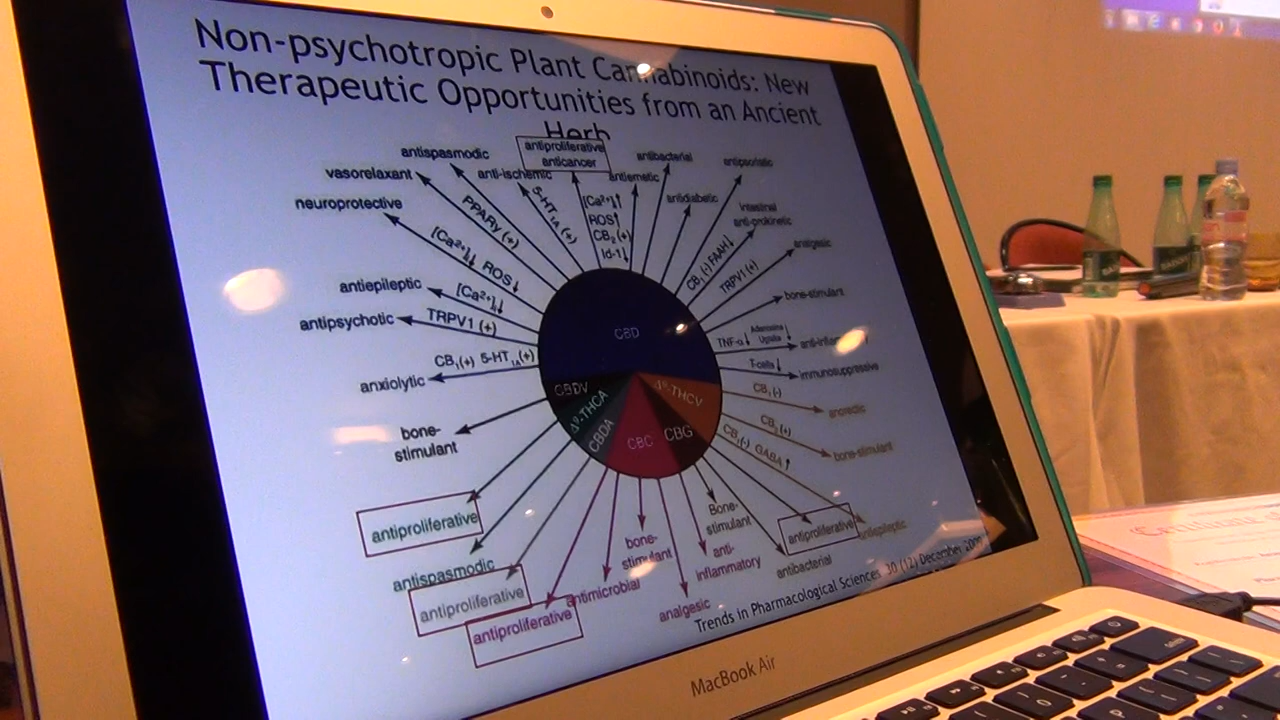 Non-psychotropic Plant Cannabinoids: New
Therapeutic Opportunities from an Ancient
Herb
antiproliferative
anticancer
antispasmodic
anti-ischemic
antiemetic
antibacterial
antipsoriatic
vasorelaxant
neuroprotective
antidiabetic
intestinal
anti-prokinetic
analgesic
PPARγ (+)
5-HT1A (+)
[Ca²⁺]ᵢ↑
ROS↑
CB₂(+)
Id-1↓
CB₁(-) FAAH↓
TRPV1(+)
[Ca²⁺]ᵢ↓ ROS↓
antiepileptic
[Ca²⁺]ᵢ↓
antipsychotic
TRPV1 (+)
anxiolytic
CB₁(+) 5-HT1A(+)
bone-stimulant
TNF-α↓
Adenosine
Uptake ↓
T-cells↓
immunosuppressive
CB₁(-)
anorectic
CB₂(+)
bone-stimulant
CB₁(-) GABA↑
antiepileptic
CBD
CBDV
Δ⁹-THCA
CBDA
CBC
CBG
Δ⁹-THCV
bone-
stimulant
antiproliferative
antispasmodic
antiproliferative
antiproliferative
antimicrobial
bone-
stimulant
analgesic
anti-
inflammatory
Bone-
stimulant
antiproliferative
antibacterial
Trends in Pharmacological Sciences 30 (12) December
MacBook Air